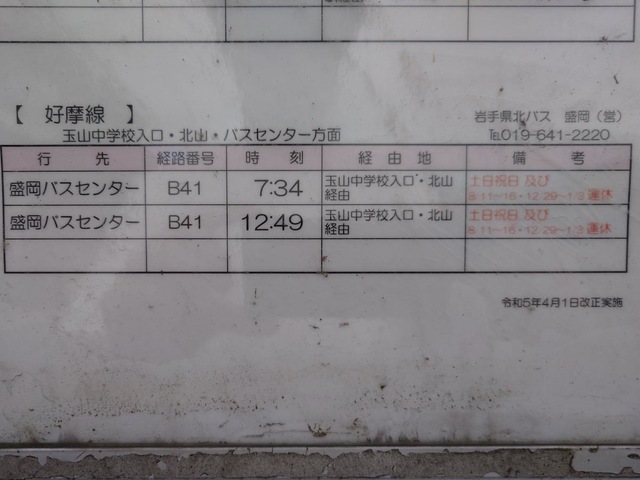 【 好摩線 】
玉山中学校入口・北山・バスセンター方面
岩手県北バス 盛岡（営）
℡019-641-2220
行先 経路番号 時刻 経由地 備考
盛岡バスセンター B41 7:34 玉山中学校入口・北山経由 土日祝日 及び
8/11~16・12/29~1/3 運休
盛岡バスセンター B41 12:49 玉山中学校入口・北山経由 土日祝日 及び
8/11~16・12/29~1/3 運休
令和5年4月1日改正実施